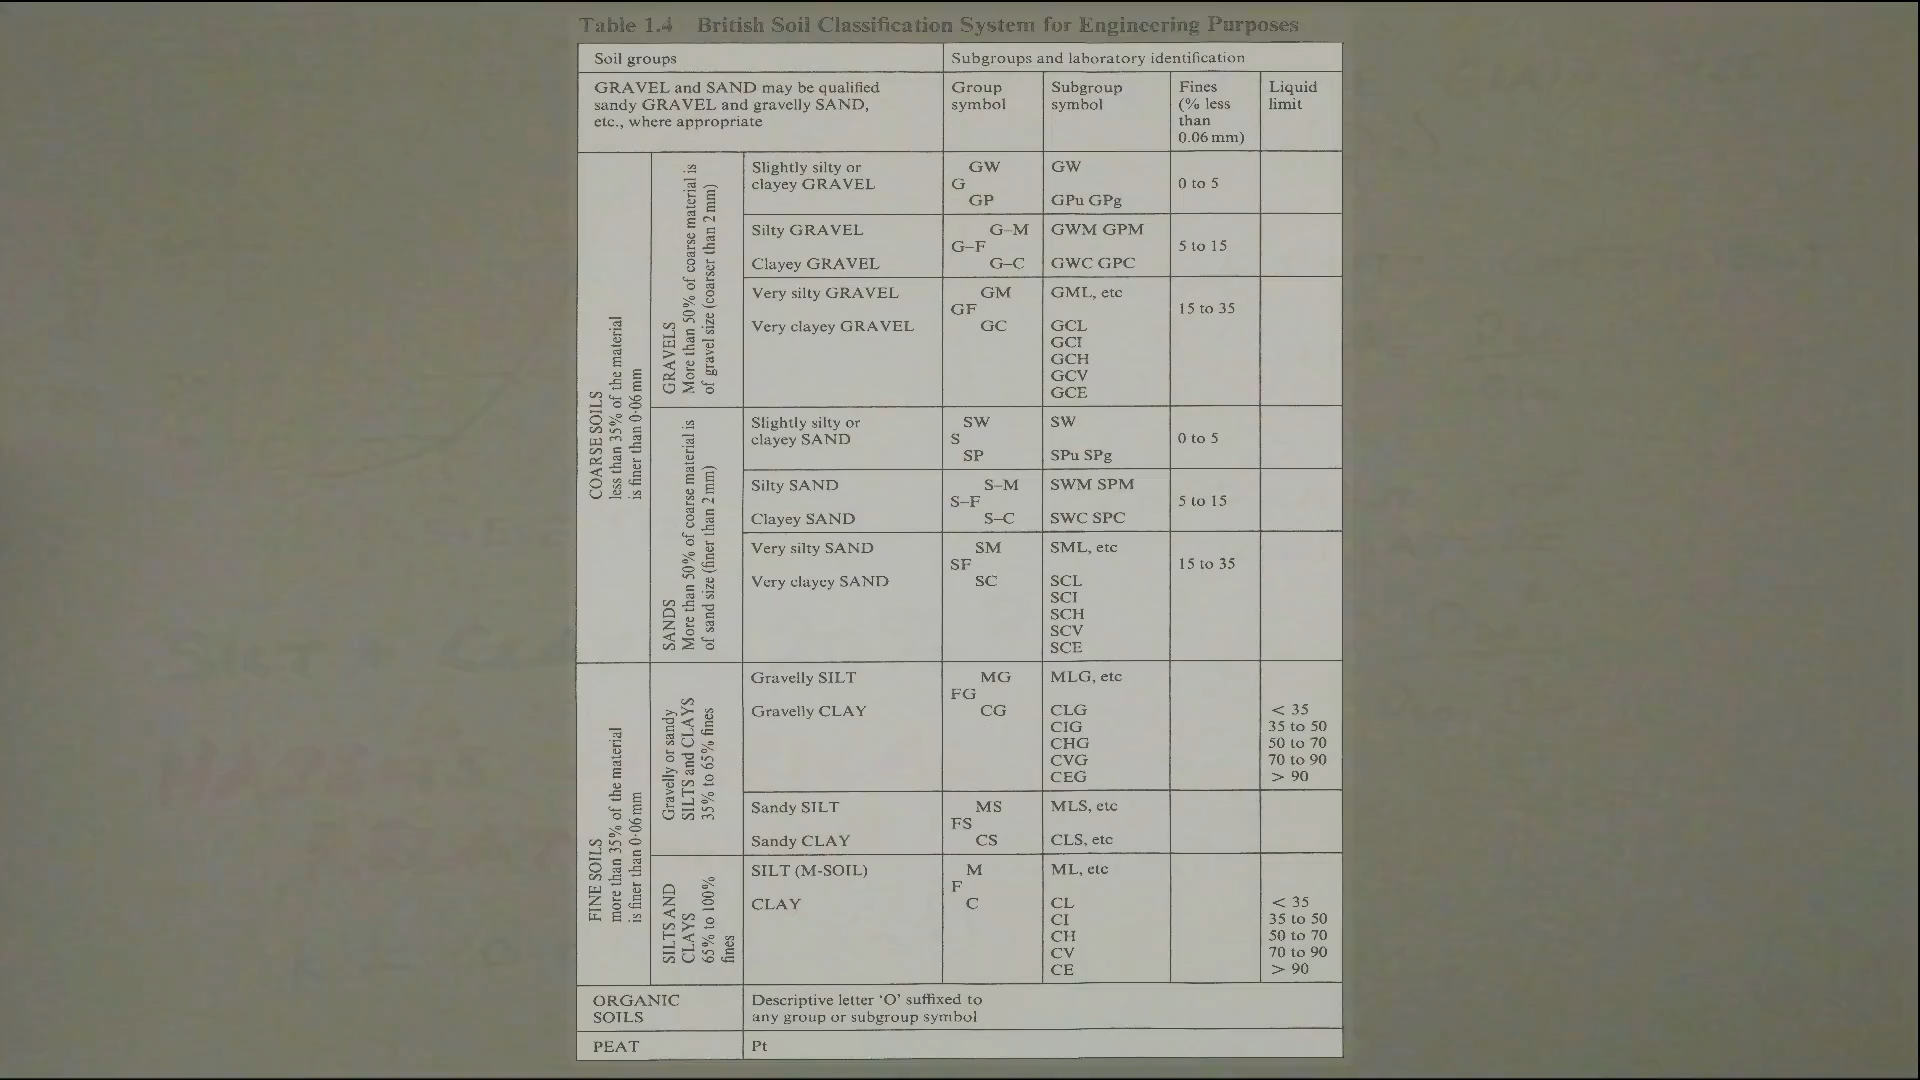 Table 1.4 British Soil Classification System for Engineering Purposes
Soil groups
Subgroups and laboratory identification
GRAVEL and SAND may be qualified
sandy GRAVEL and gravelly SAND,
etc., where appropriate
Group
symbol
Subgroup
symbol
Fines
(% less
than
0.06 mm)
Liquid
limit
COARSE SOILS
less than 35% of the material
is finer than 0·06 mm
GRAVELS
More than 50% of coarse material is
of gravel size (coarser than 2 mm)
Slightly silty or
clayey GRAVEL
GW
G
GP
GW
GPu GPg
0 to 5
Silty GRAVEL
Clayey GRAVEL
G–M
G–F
G–C
GWM GPM
GWC GPC
5 to 15
Very silty GRAVEL
Very clayey GRAVEL
GM
GF
GC
GML, etc
GCL
GCI
GCH
GCV
GCE
15 to 35
SANDS
More than 50% of coarse material is
of sand size (finer than 2 mm)
Slightly silty or
clayey SAND
SW
S
SP
SW
SPu SPg
0 to 5
Silty SAND
Clayey SAND
S–M
S–F
S–C
SWM SPM
SWC SPC
5 to 15
Very silty SAND
Very clayey SAND
SM
SF
SC
SML, etc
SCL
SCI
SCH
SCV
SCE
15 to 35
FINE SOILS
more than 35% of the material
is finer than 0·06 mm
Gravelly or sandy
SILTS and CLAYS
35% to 65% fines
Gravelly SILT
Gravelly CLAY
MG
FG
CG
MLG, etc
CLG
CIG
CHG
CVG
CEG
< 35
35 to 50
50 to 70
70 to 90
> 90
Sandy SILT
Sandy CLAY
MS
FS
CS
MLS, etc
CLS, etc
SILTS AND
CLAYS
65% to 100%
fines
SILT (M-SOIL)
CLAY
M
F
C
ML, etc
CL
CI
CH
CV
CE
< 35
35 to 50
50 to 70
70 to 90
> 90
ORGANIC
SOILS
Descriptive letter ‘O’ suffixed to
any group or subgroup symbol
PEAT
Pt
SILT